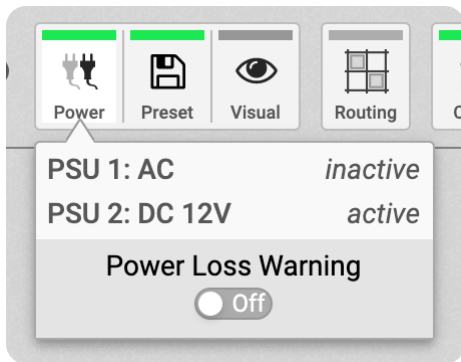 Power Preset Visual Routing
PSU 1: AC inactive
PSU 2: DC 12V active
Power Loss Warning
Off